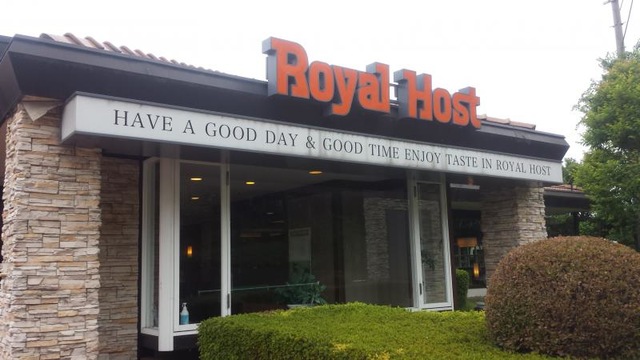 Royal Host
HAVE A GOOD DAY & GOOD TIME ENJOY TASTE IN ROYAL HOST